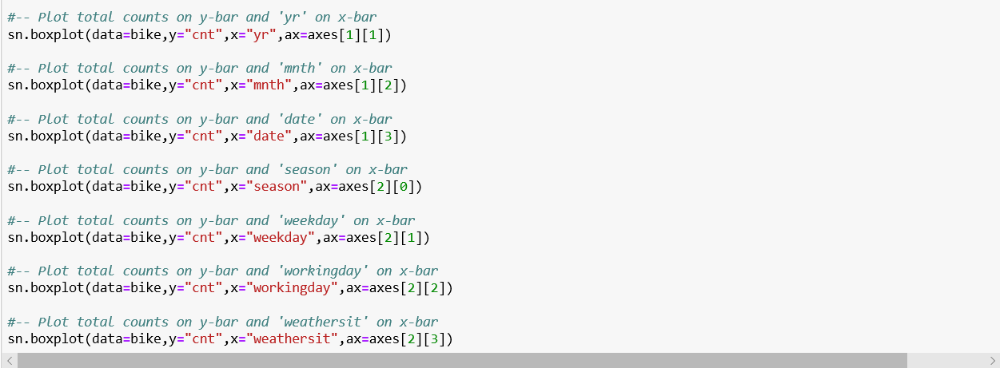 #-- Plot total counts on y-bar and 'yr' on x-bar
sn.boxplot(data=bike,y="cnt",x="yr",ax=axes[1][1])
#-- Plot total counts on y-bar and 'mnth' on x-bar
sn.boxplot(data=bike,y="cnt",x="mnth",ax=axes[1][2])
#-- Plot total counts on y-bar and 'date' on x-bar
sn.boxplot(data=bike,y="cnt",x="date",ax=axes[1][3])
#-- Plot total counts on y-bar and 'season' on x-bar
sn.boxplot(data=bike,y="cnt",x="season",ax=axes[2][0])
#-- Plot total counts on y-bar and 'weekday' on x-bar
sn.boxplot(data=bike,y="cnt",x="weekday",ax=axes[2][1])
#-- Plot total counts on y-bar and 'workingday' on x-bar
sn.boxplot(data=bike,y="cnt",x="workingday",ax=axes[2][2])
#-- Plot total counts on y-bar and 'weathersit' on x-bar
sn.boxplot(data=bike,y="cnt",x="weathersit",ax=axes[2][3])